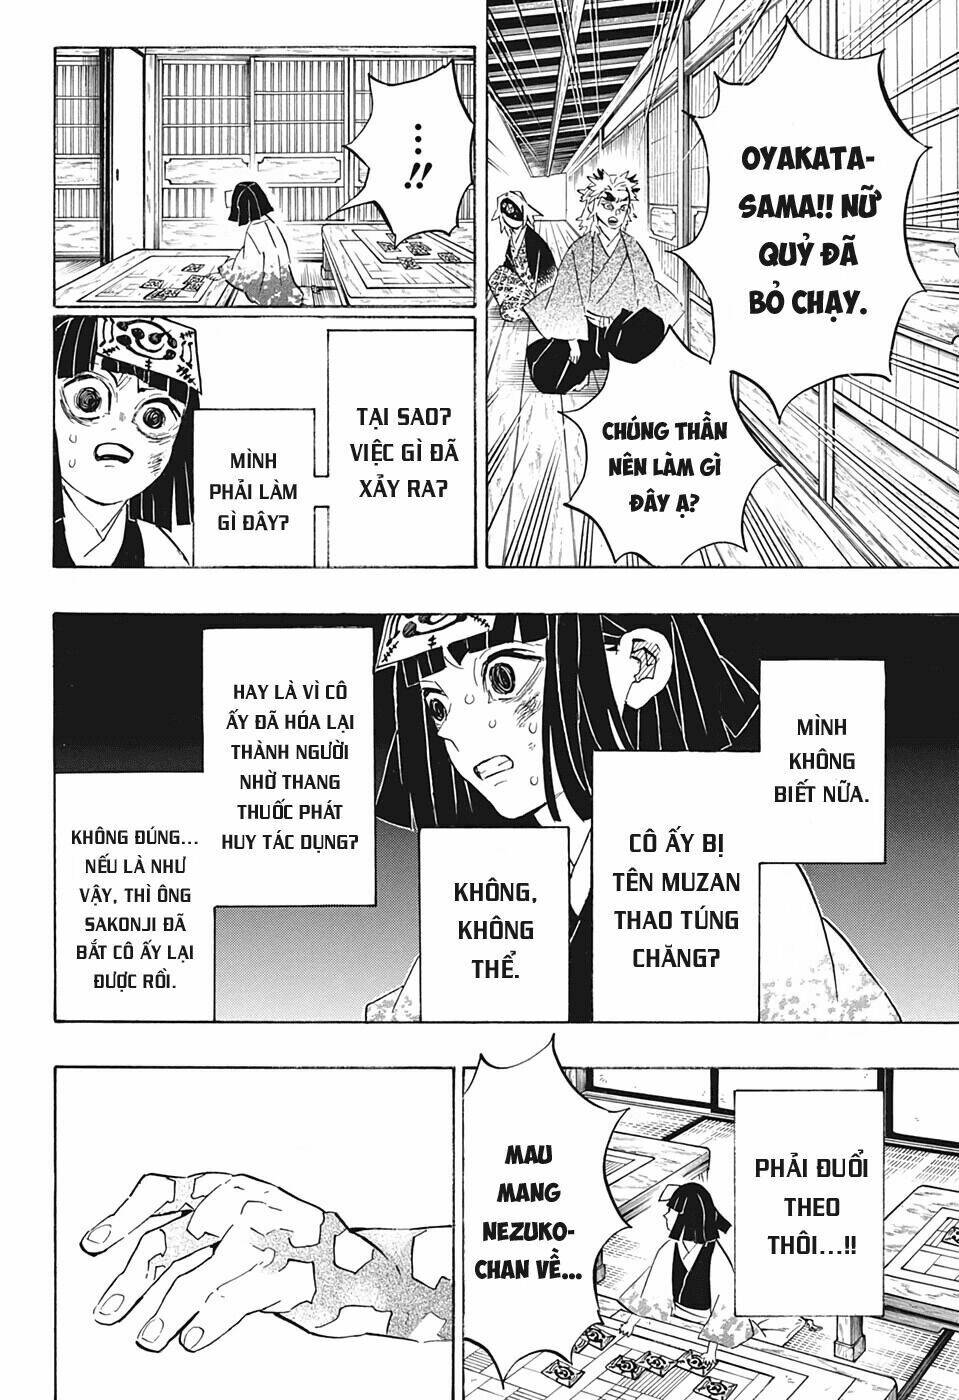 OYAKATA-
SAMA!! NỮ
QUỶ ĐÃ
BỎ CHẠY.
CHÚNG THẦN
NÊN LÀM GÌ
ĐÂY Ạ?
...!!
TẠI SAO?
VIỆC GÌ ĐÃ
XẢY RA?
MÌNH
PHẢI LÀM
GÌ ĐÂY?
MÌNH
KHÔNG
BIẾT NỮA.
CÔ ẤY BỊ
TÊN MUZAN
THAO TÚNG
CHĂNG?
KHÔNG,
KHÔNG
THỂ.
HAY LÀ VÌ CÔ
ẤY ĐÃ HÓA LẠI
THÀNH NGƯỜI
NHỜ THANG
THUỐC PHÁT
HUY TÁC DỤNG?
KHÔNG ĐÚNG...
NẾU LÀ NHƯ
VẬY, THÌ ÔNG
SAKONJI ĐÃ
BẮT CÔ ẤY LẠI
ĐƯỢC RỒI.
PHẢI ĐUỔI
THEO
THÔI...!!
MAU
MANG
NEZUKO-
CHAN VỀ...